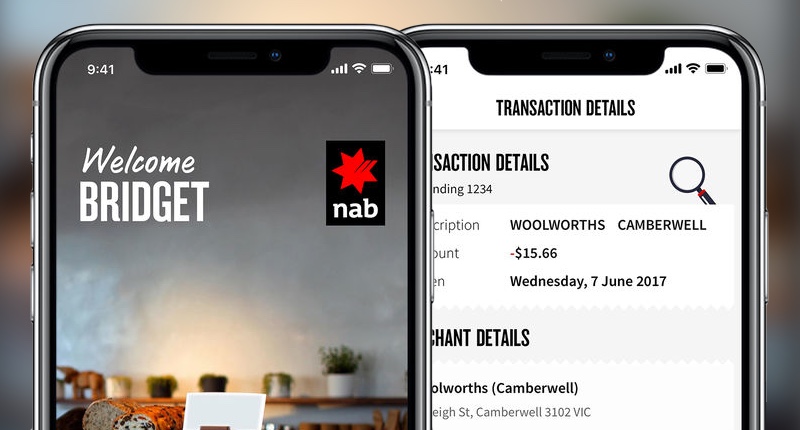 9:41
Welcome
BRIDGET
nab
:41
TRANSACTION DETAILS
SACTION DETAILS
nding 1234
cription WOOLWORTHS CAMBERWELL
ount -$15.66
en Wednesday, 7 June 2017
CHANT DETAILS
olworths (Camberwell)
eigh St, Camberwell 3102 VIC